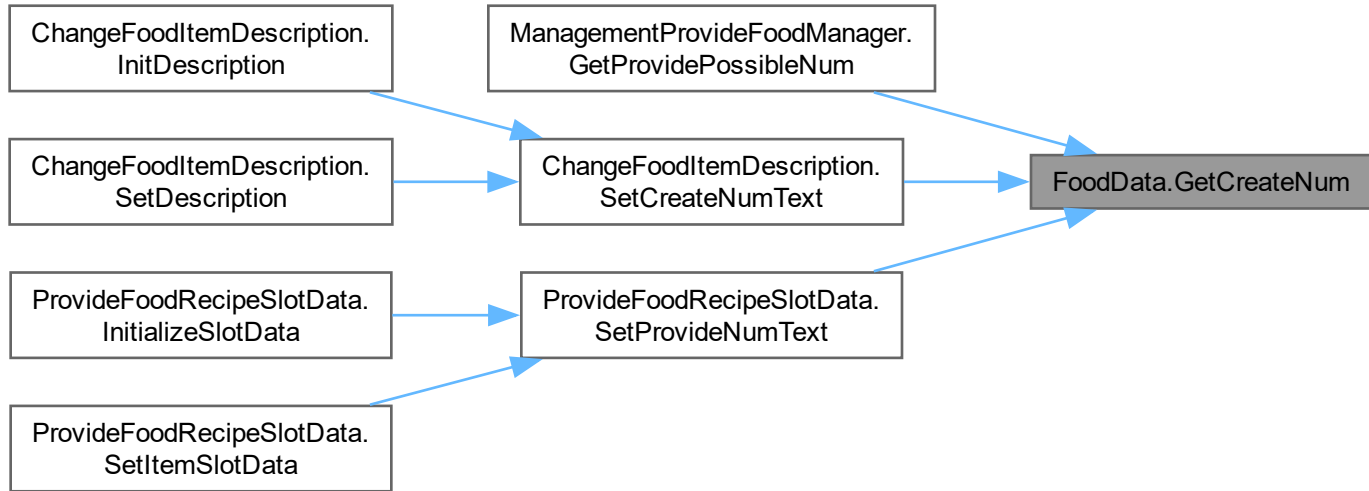 ChangeFoodItemDescription.
InitDescription
ManagementProvideFoodManager.
GetProvidePossibleNum
ChangeFoodItemDescription.
SetDescription
ChangeFoodItemDescription.
SetCreateNumText
FoodData.GetCreateNum
ProvideFoodRecipeSlotData.
InitializeSlotData
ProvideFoodRecipeSlotData.
SetProvideNumText
ProvideFoodRecipeSlotData.
SetItemSlotData